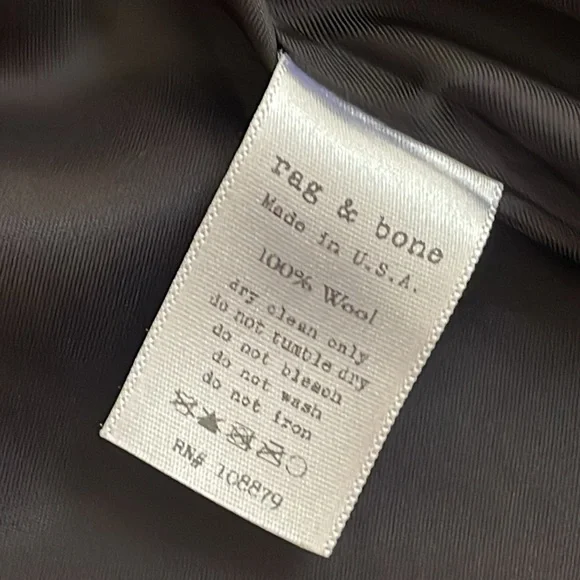 rag & bone
Made in U.S.A.
100% Wool
dry clean only
do not tumble dry
do not bleach
do not wash
do not iron
RN# 108879